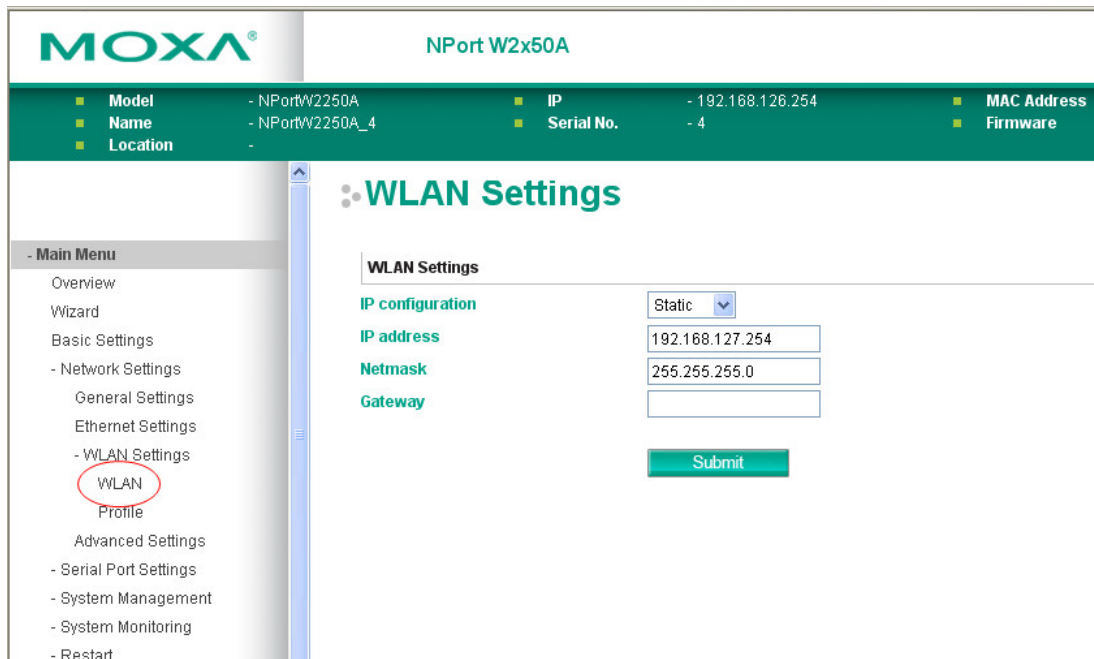 MOXA®
NPort W2x50A
Model - NPortW2250A IP - 192.168.126.254 MAC Address
Name - NPortW2250A_4 Serial No. - 4 Firmware
Location -
WLAN Settings
- Main Menu
Overview
Wizard
Basic Settings
- Network Settings
General Settings
Ethernet Settings
- WLAN Settings
WLAN
Profile
Advanced Settings
- Serial Port Settings
- System Management
- System Monitoring
- Restart
WLAN Settings
IP configuration Static
IP address 192.168.127.254
Netmask 255.255.255.0
Gateway
Submit